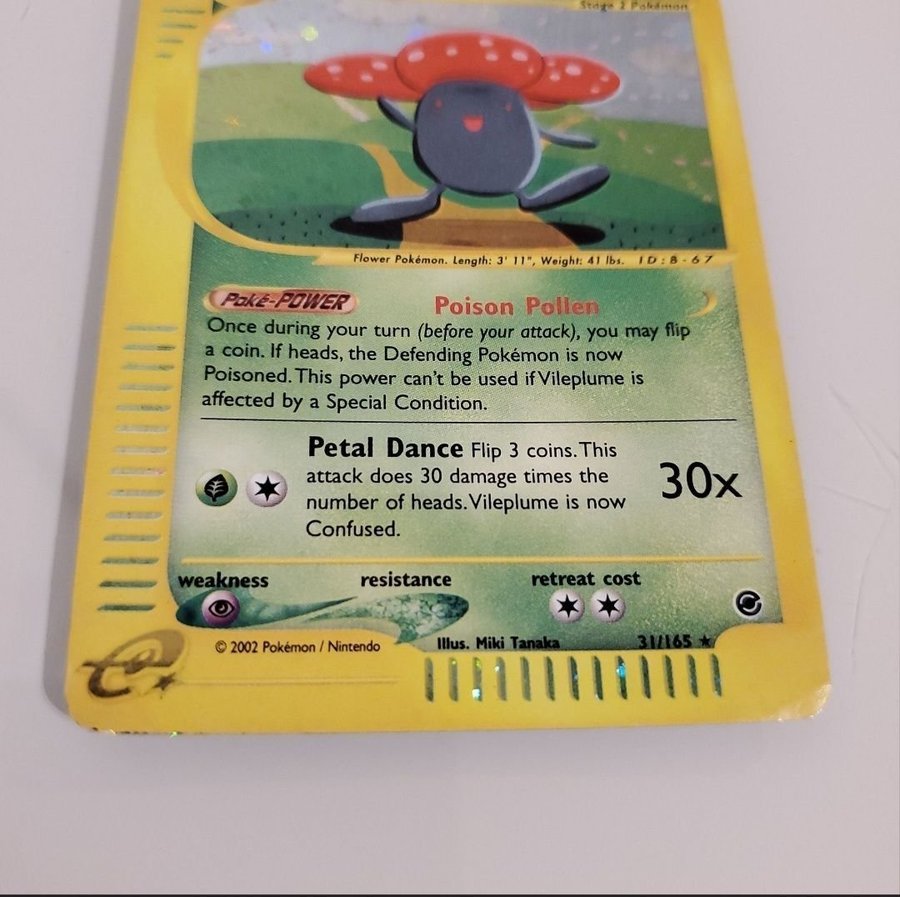 Stage 2 Pokémon
Flower Pokémon. Length: 3' 11", Weight: 41 lbs. ID:B-67
Poké-POWER Poison Pollen
Once during your turn (before your attack), you may flip
a coin. If heads, the Defending Pokémon is now
Poisoned. This power can't be used if Vileplume is
affected by a Special Condition.
Petal Dance Flip 3 coins. This
attack does 30 damage times the
number of heads. Vileplume is now
Confused.
30x
weakness resistance retreat cost
© 2002 Pokémon / Nintendo Illus. Miki Tanaka 31/165 ★
e